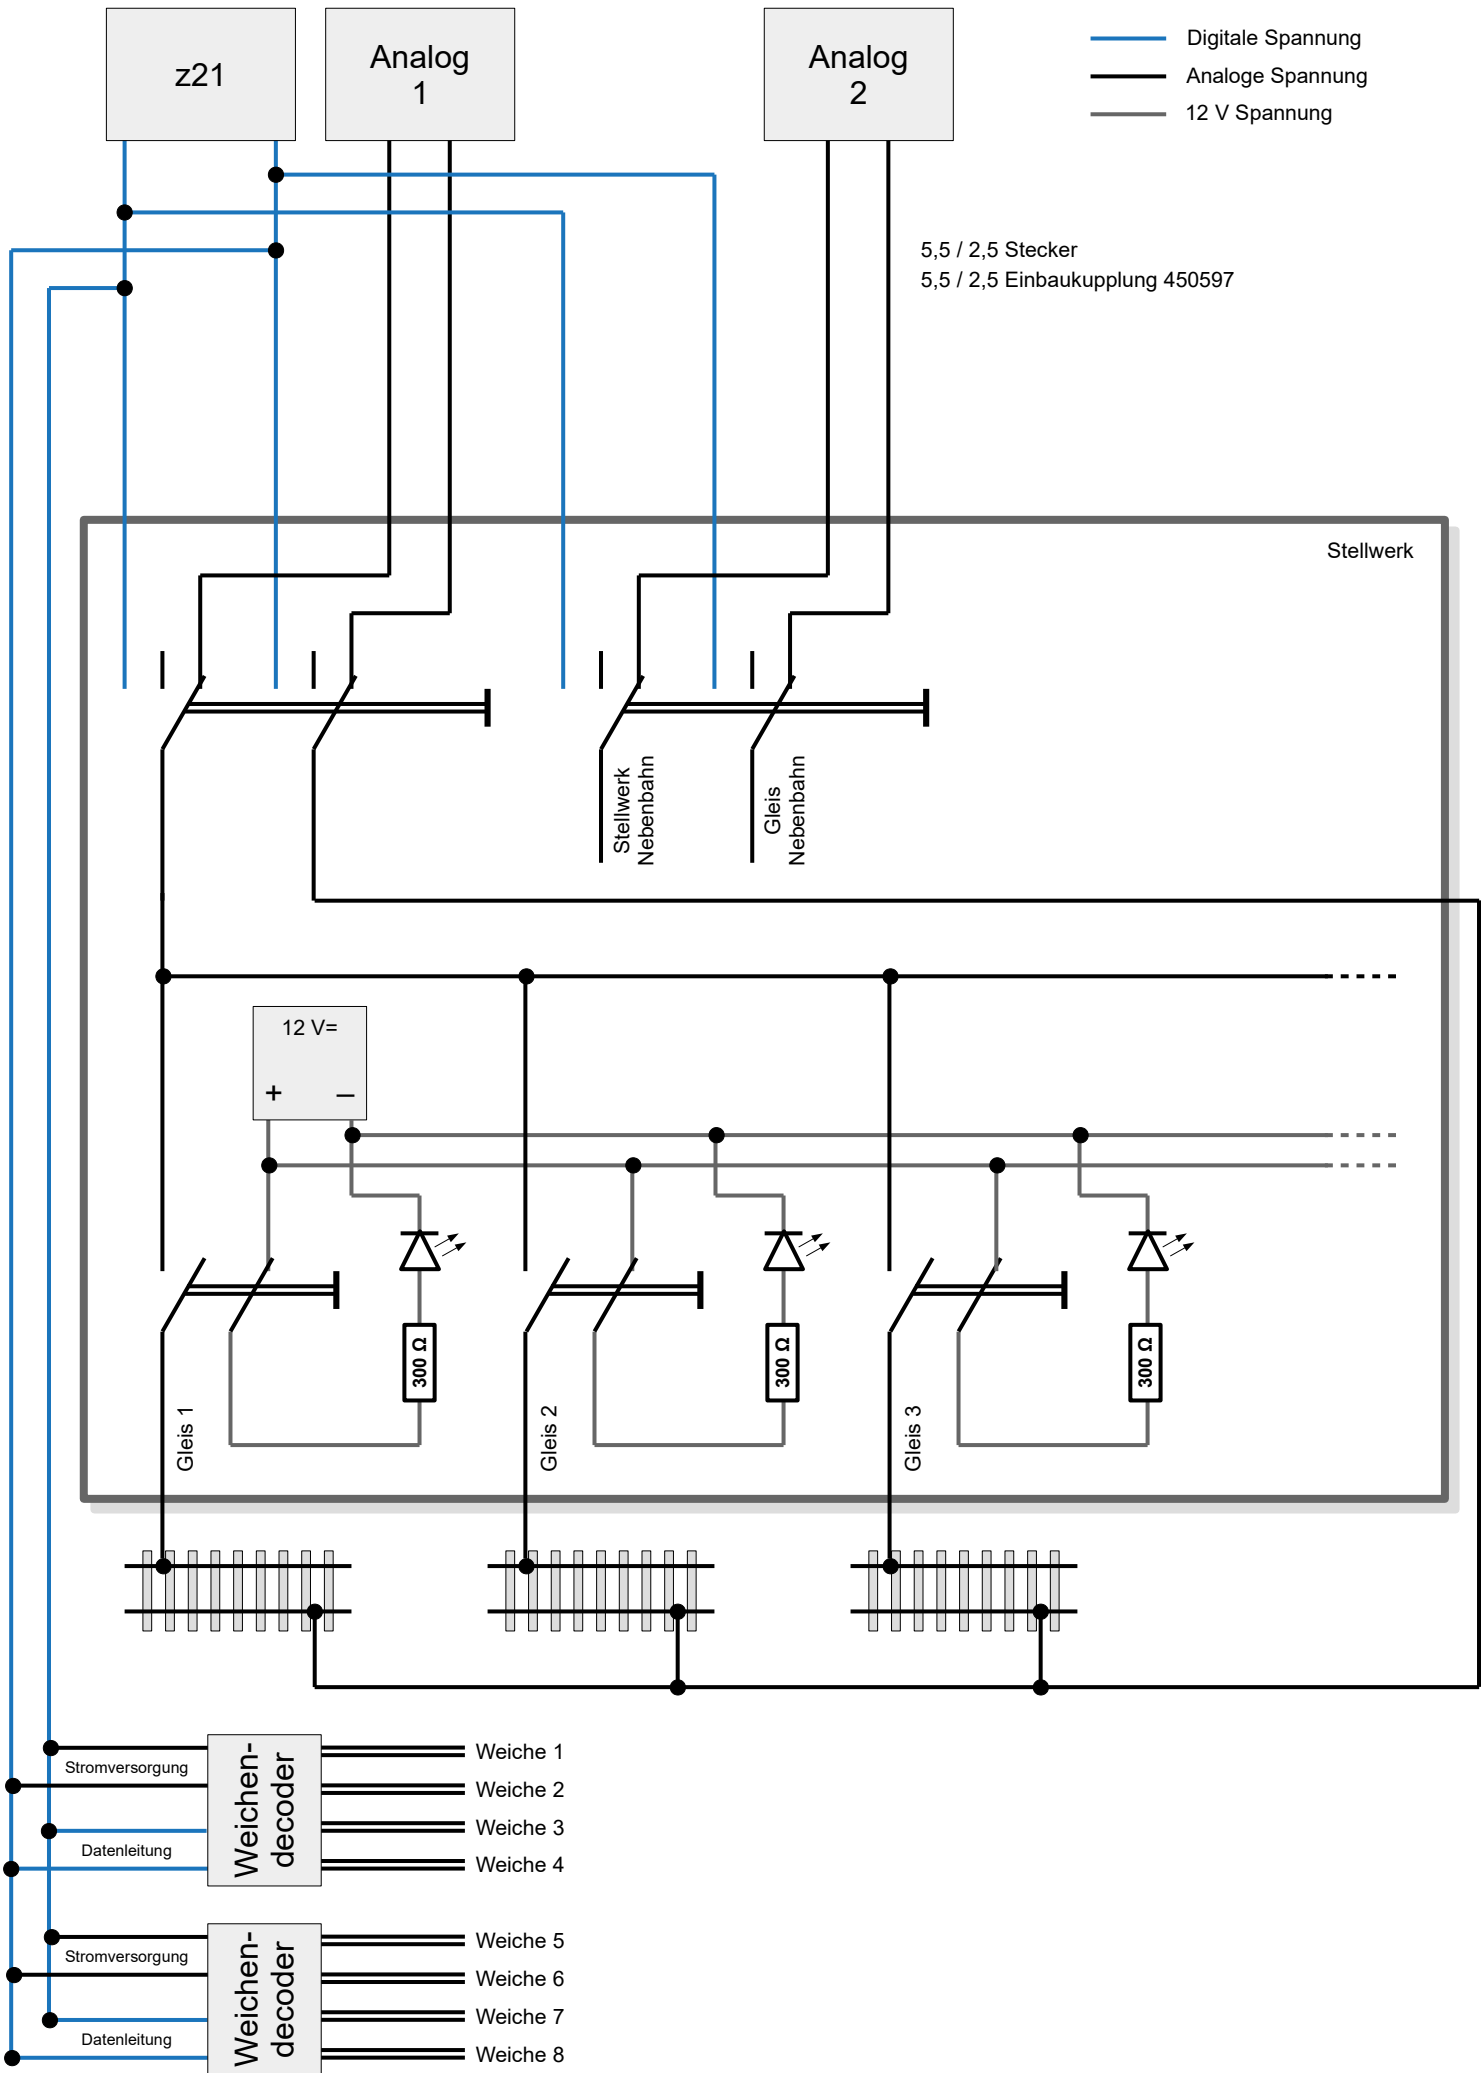 z21
Analog
1
Analog
2
Digitale Spannung
Analoge Spannung
12 V Spannung
5,5 / 2,5 Stecker
5,5 / 2,5 Einbaukupplung 450597
Stellwerk
Stellwerk
Nebenbahn
Gleis
Nebenbahn
12 V=
+ –
300 Ω
300 Ω
300 Ω
Gleis 1
Gleis 2
Gleis 3
Stromversorgung
Datenleitung
Weichen-
decoder
Weiche 1
Weiche 2
Weiche 3
Weiche 4
Stromversorgung
Datenleitung
Weichen-
decoder
Weiche 5
Weiche 6
Weiche 7
Weiche 8